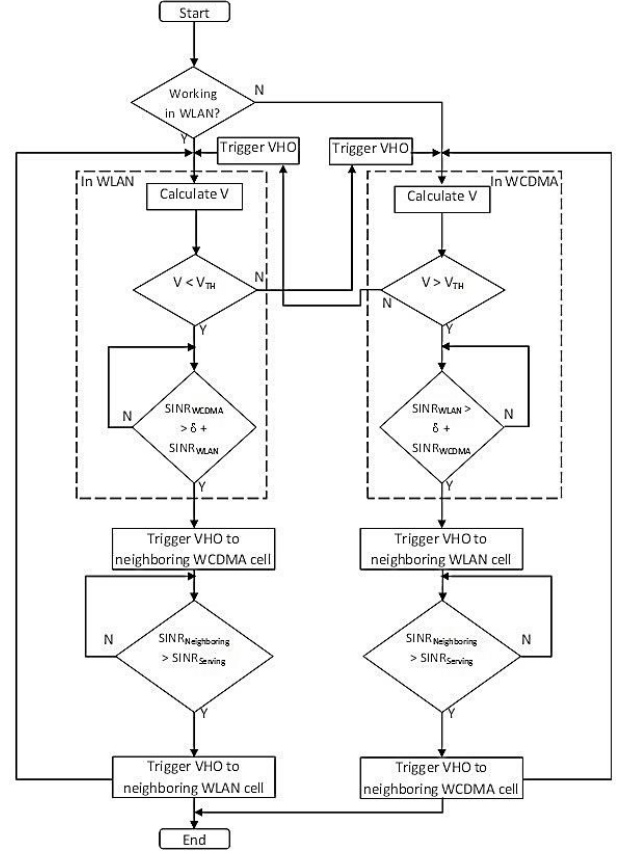 Start
Working
in WLAN?
N
Y
Trigger VHO
Trigger VHO
In WLAN
Calculate V
In WCDMA
Calculate V
V < VTH
N
Y
V > VTH
N
Y
SINRWCDMA
> δ +
SINRWLAN
N
Y
SINRWLAN >
δ +
SINRWCDMA
N
Y
Trigger VHO to
neighboring WCDMA cell
Trigger VHO to
neighboring WLAN cell
SINRNeighboring
> SINRServing
N
Y
SINRNeighboring
> SINRServing
N
Y
Trigger VHO to
neighboring WLAN cell
Trigger VHO to
neighboring WCDMA cell
End